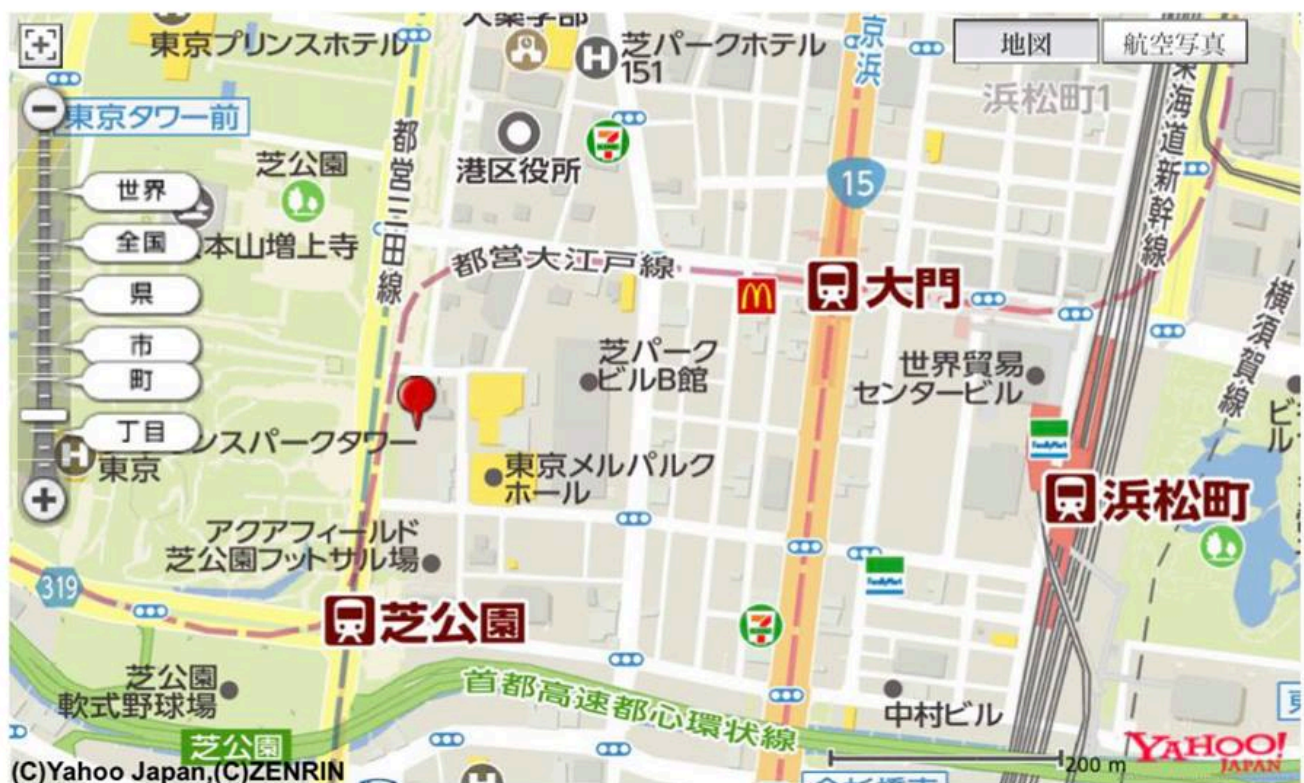 東京プリンスホテル
芝パークホテル
151
京浜
地図
航空写真
浜松町1
東海道新幹線
東京タワー前
都営三田線
芝公園
港区役所
15
世界
全国
本山増上寺
県
市
町
丁目
都営大江戸線
大門
横須賀線
芝パーク
ビルB館
世界貿易
センタービル
ビル
FamilyMart
ンスパークタワー
東京
東京メルパルク
ホール
浜松町
アクアフィールド
芝公園フットサル場
319
芝公園
FamilyMart
芝公園
軟式野球場
首都高速都心環状線
中村ビル
芝公園
200 m
YAHOO!
JAPAN
(C)Yahoo Japan,(C)ZENRIN